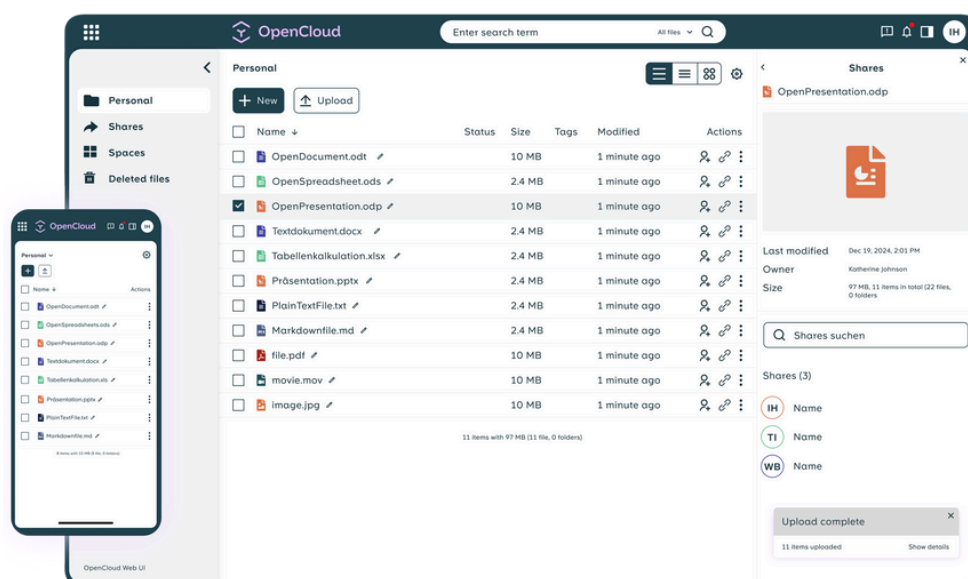 OpenCloud
Enter search term
All files
IH
Personal
Shares
Spaces
Deleted files
OpenCloud Web UI
Personal
New
Upload
Name Status Size Tags Modified Actions
OpenDocument.odt 10 MB 1 minute ago
OpenSpreadsheet.ods 2.4 MB 1 minute ago
OpenPresentation.odp 10 MB 1 minute ago
Textdokument.docx 2.4 MB 1 minute ago
Tabellenkalkulation.xlsx 2.4 MB 1 minute ago
Präsentation.pptx 2.4 MB 1 minute ago
PlainTextFile.txt 2.4 MB 1 minute ago
Markdownfile.md 2.4 MB 1 minute ago
file.pdf 10 MB 1 minute ago
movie.mov 10 MB 1 minute ago
image.jpg 10 MB 1 minute ago
11 items with 97 MB (11 file, 0 folders)
Shares
OpenPresentation.odp
Last modified Dec 19, 2024, 2:01 PM
Owner Katherine Johnson
Size 97 MB, 11 items in total (22 files,
0 folders
Shares suchen
Shares (3)
IH Name
TI Name
WB Name
Upload complete
11 items uploaded Show details
OpenCloud
IH
Personal
Name Actions
OpenDocument.odt
OpenSpreadsheets.ods
OpenPresentation.odp
Textdokument.docx
Tabellenkalkulation.xls
Präsentation.pptx
PlainTextFile.txt
Markdownfile.md